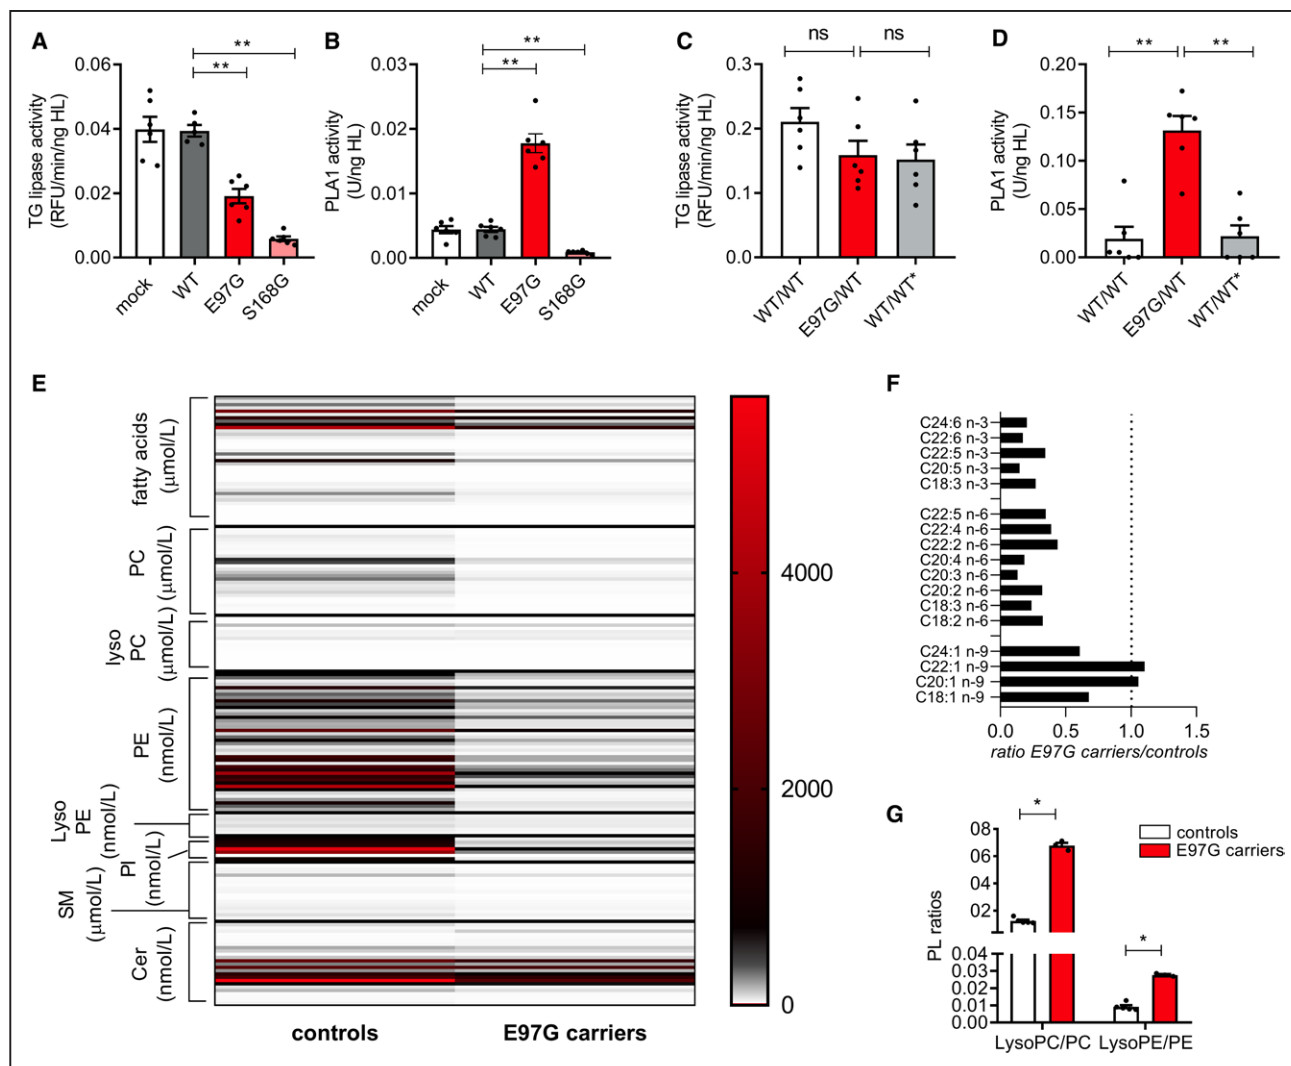 A
TG lipase activity
(RFU/min/ng HL)
0.06
0.04
0.02
0.00
**
**
mock
WT
E97G
S168G
B
PLA1 activity
(U/ng HL)
0.03
0.02
0.01
0.00
**
**
mock
WT
E97G
S168G
C
TG lipase activity
(RFU/min/ng HL)
0.3
0.2
0.1
0.0
ns
ns
WT/WT
E97G/WT
WT/WT*
D
PLA1 activity
(U/ng HL)
0.20
0.15
0.10
0.05
0.00
**
**
WT/WT
E97G/WT
WT/WT*
E
fatty acids
(μmol/L)
PC
(μmol/L)
lyso
PC
(μmol/L)
PE
(nmol/L)
Lyso
PE
(nmol/L)
PI
(nmol/L)
SM
(μmol/L)
Cer
(nmol/L)
controls
E97G carriers
4000
2000
0
F
C24:6 n-3
C22:6 n-3
C22:5 n-3
C20:5 n-3
C18:3 n-3
C22:5 n-6
C22:4 n-6
C22:2 n-6
C20:4 n-6
C20:3 n-6
C20:2 n-6
C18:3 n-6
C18:2 n-6
C24:1 n-9
C22:1 n-9
C20:1 n-9
C18:1 n-9
0.0
0.5
1.0
1.5
ratio E97G carriers/controls
G
controls
E97G carriers
PL ratios
08
06
02
0.04
0.03
0.01
0.00
*
*
LysoPC/PC
LysoPE/PE